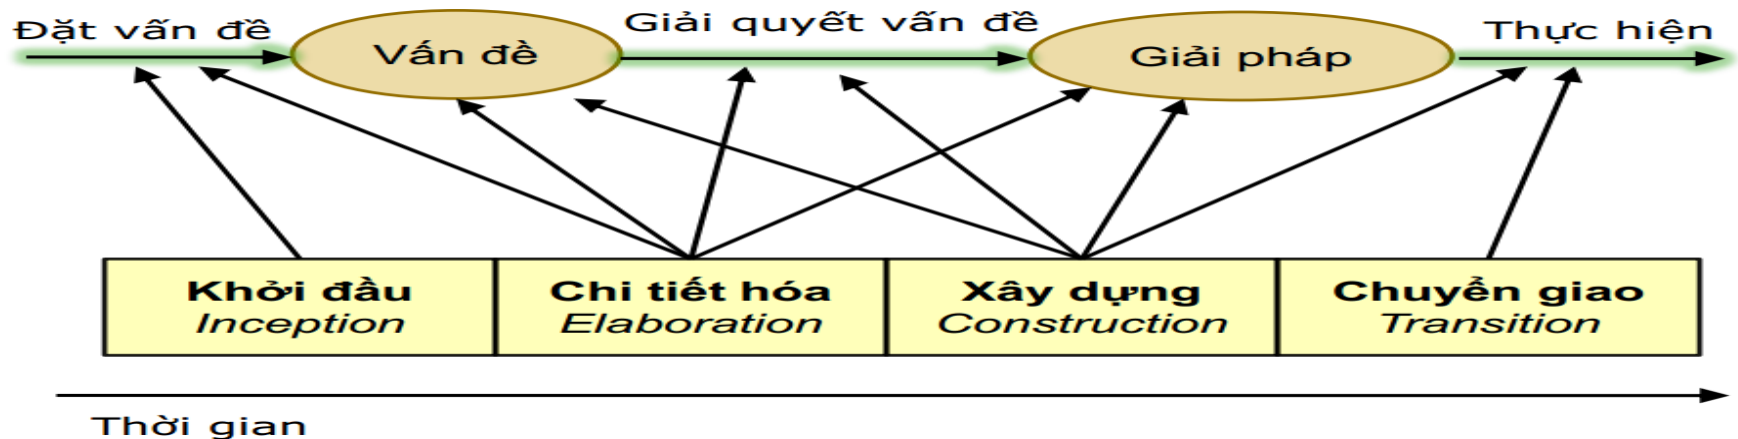 Đặt vấn đề
Vấn đề
Giải quyết vấn đề
Giải pháp
Thực hiện
Khởi đầu
Inception
Chi tiết hóa
Elaboration
Xây dựng
Construction
Chuyển giao
Transition
Thời gian